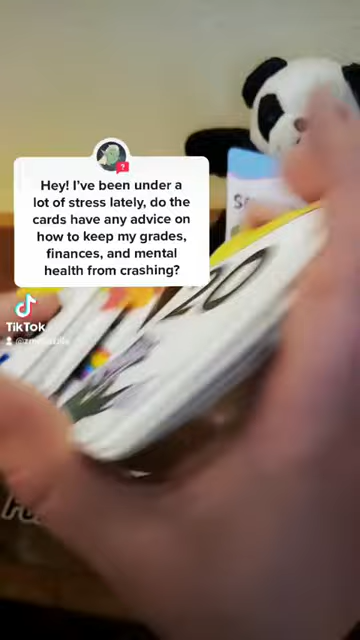 Hey! I've been under a
lot of stress lately, do the
cards have any advice on
how to keep my grades,
finances, and mental
health from crashing?
20
TikTok